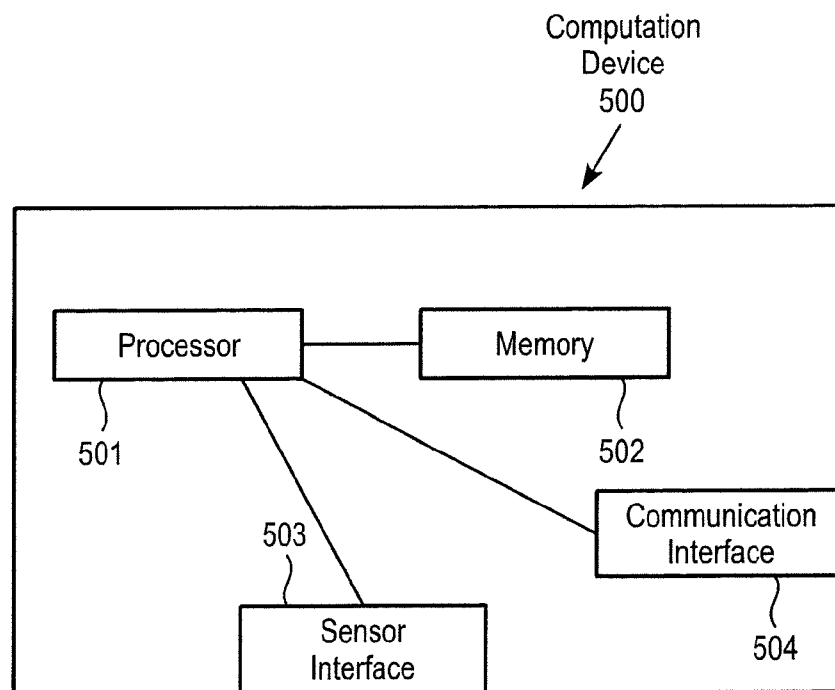 Computation
Device
500
Processor
Memory
501
502
Communication
Interface
503
504
Sensor
Interface